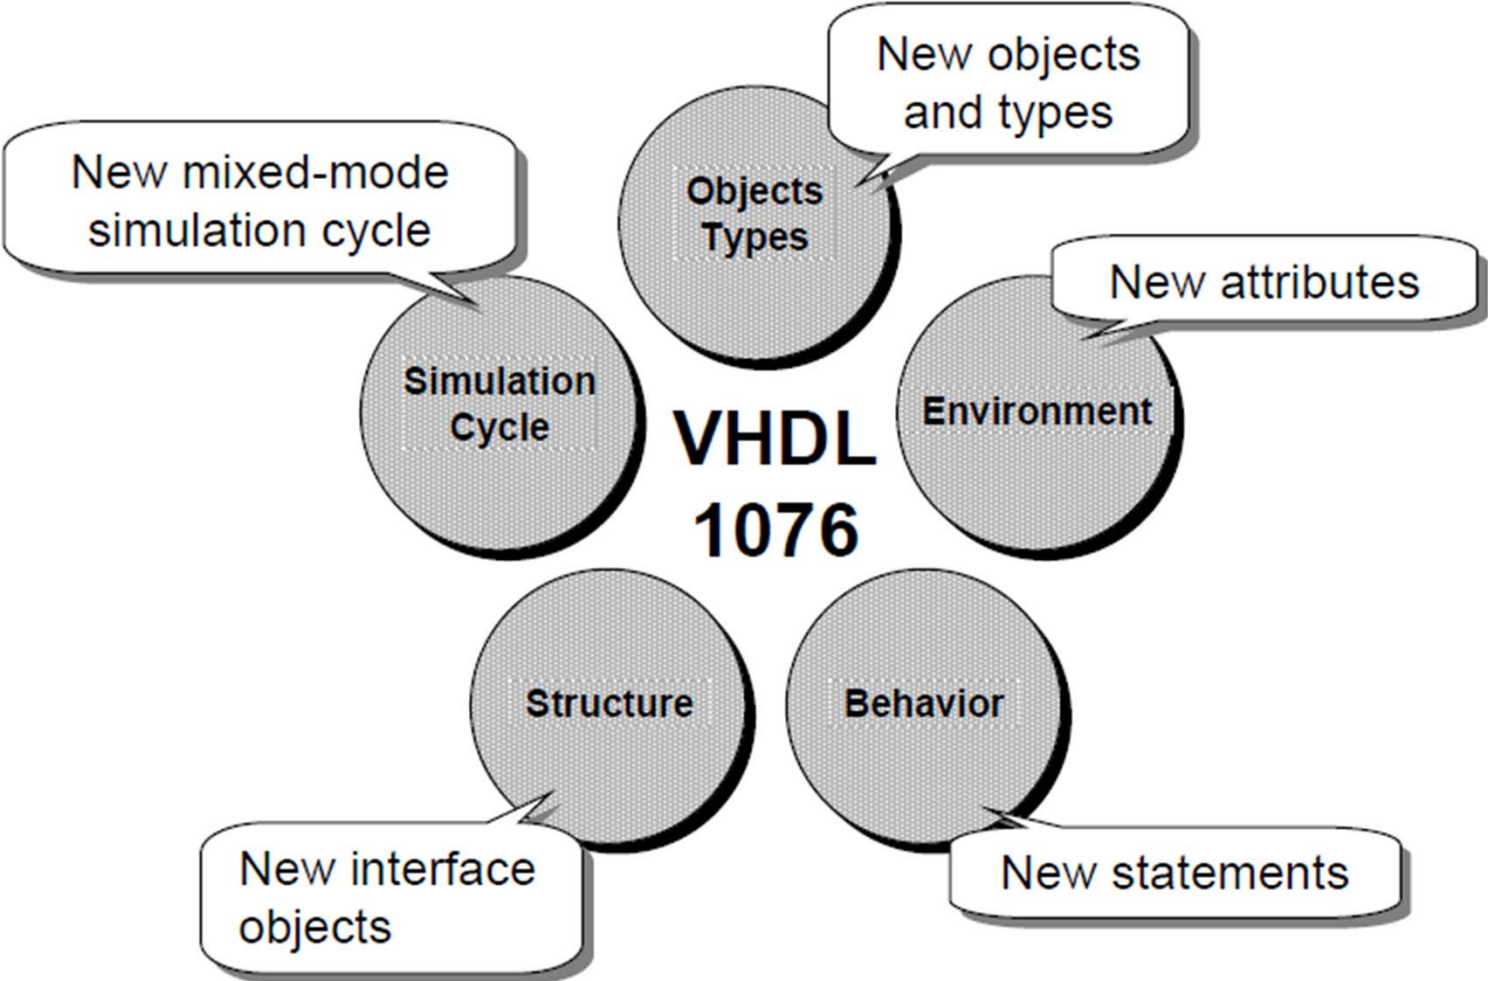 New objects
and types
New mixed-mode
simulation cycle
Objects
Types
New attributes
Simulation
Cycle
Environment
VHDL
1076
Structure
Behavior
New interface
objects
New statements